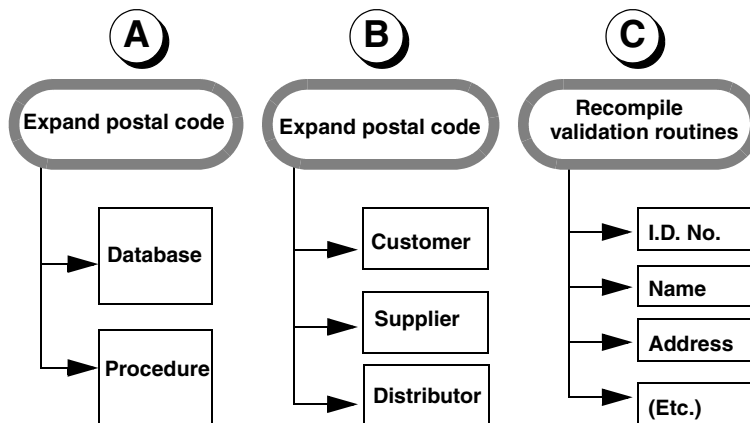 A
Expand postal code
Database
Procedure
B
Expand postal code
Customer
Supplier
Distributor
C
Recompile
validation routines
I.D. No.
Name
Address
(Etc.)